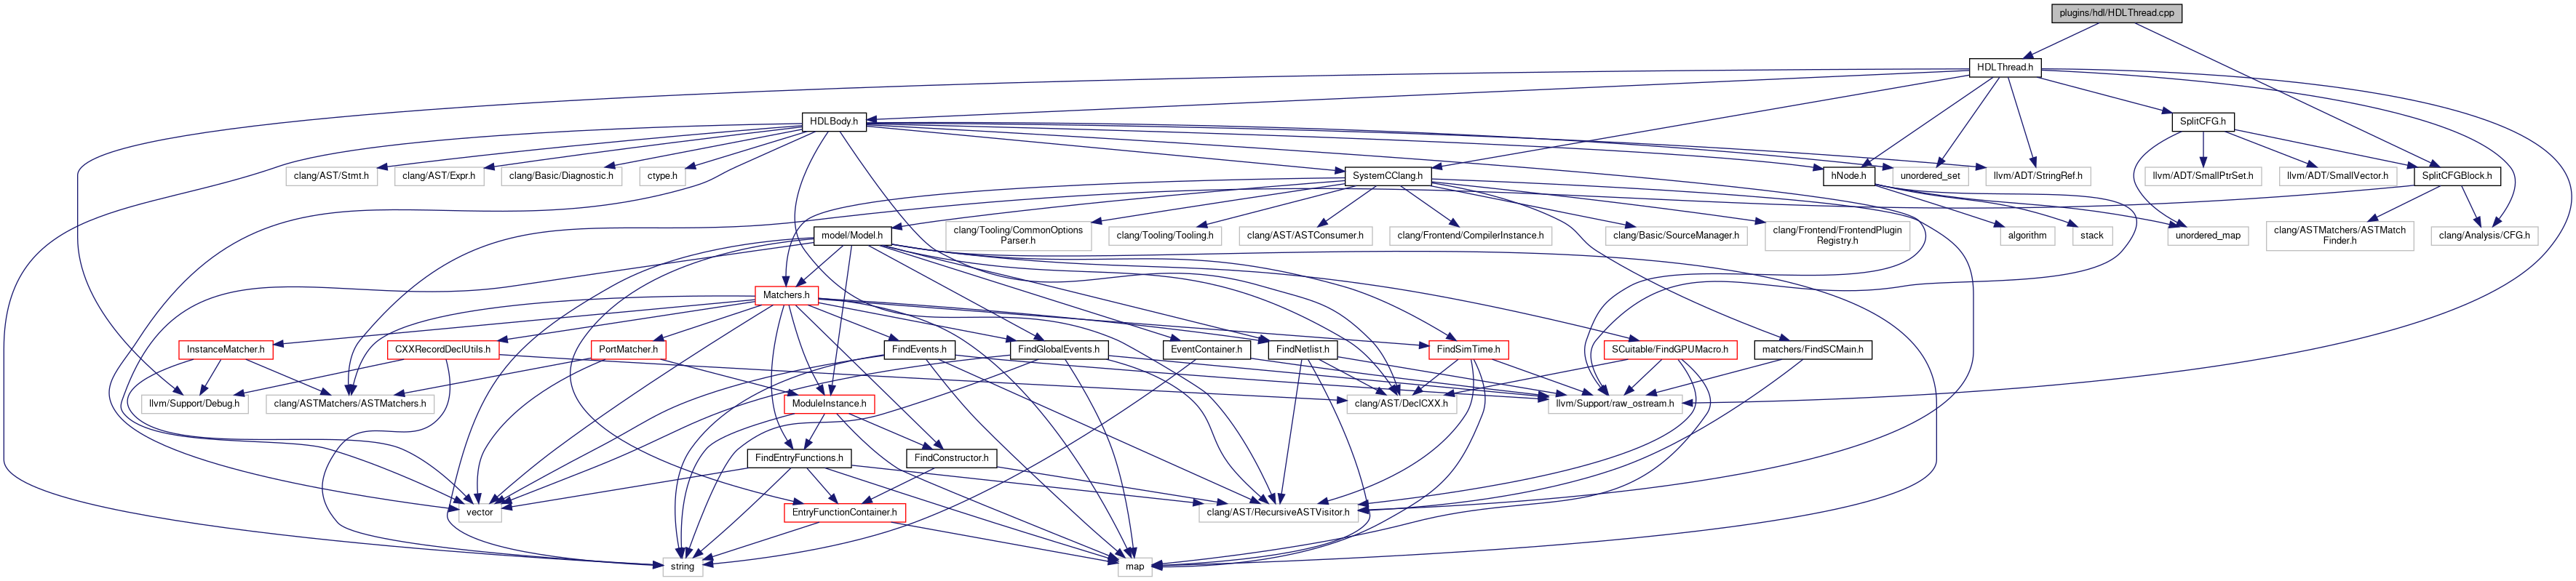 plugins/hdl/HDLThread.cpp
HDLThread.h
HDLBody.h
SplitCFG.h
clang/AST/Stmt.h
clang/AST/Expr.h
clang/Basic/Diagnostic.h
ctype.h
SystemCClang.h
hNode.h
unordered_set
llvm/ADT/StringRef.h
llvm/ADT/SmallPtrSet.h
llvm/ADT/SmallVector.h
SplitCFGBlock.h
model/Model.h
clang/Tooling/CommonOptions
Parser.h
clang/Tooling/Tooling.h
clang/AST/ASTConsumer.h
clang/Frontend/CompilerInstance.h
clang/Basic/SourceManager.h
clang/Frontend/FrontendPlugin
Registry.h
algorithm
stack
unordered_map
clang/ASTMatchers/ASTMatch
Finder.h
clang/Analysis/CFG.h
Matchers.h
InstanceMatcher.h
CXXRecordDeclUtils.h
PortMatcher.h
FindEvents.h
FindGlobalEvents.h
EventContainer.h
FindNetlist.h
FindSimTime.h
SCuitable/FindGPUMacro.h
matchers/FindSCMain.h
llvm/Support/Debug.h
clang/ASTMatchers/ASTMatchers.h
ModuleInstance.h
clang/AST/DeclCXX.h
llvm/Support/raw_ostream.h
FindEntryFunctions.h
FindConstructor.h
vector
EntryFunctionContainer.h
clang/AST/RecursiveASTVisitor.h
string
map